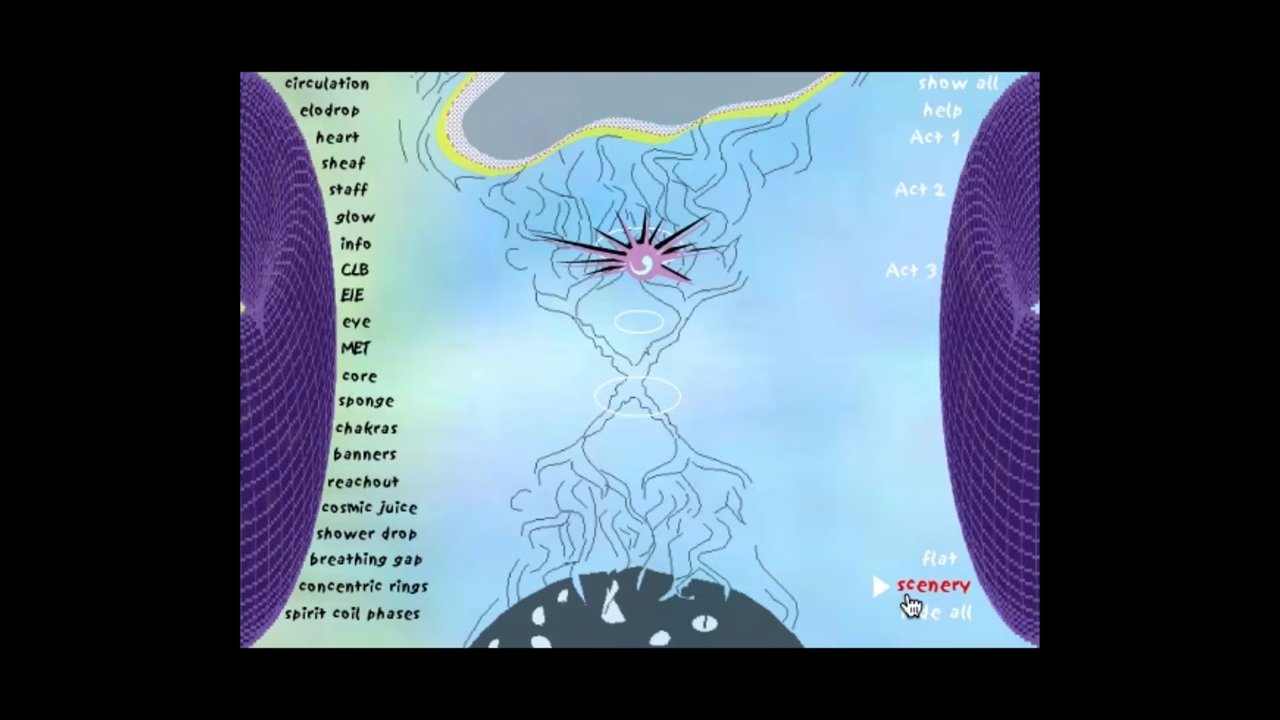 circulation
elodrop
heart
sheaf
staff
glow
info
CLB
EIE
eye
MET
core
sponge
chakras
banners
reachout
cosmic juice
shower drop
breathing gap
concentric rings
spirit coil phases
show all
help
Act 1
Act 2
Act 3
flat
scenery
all